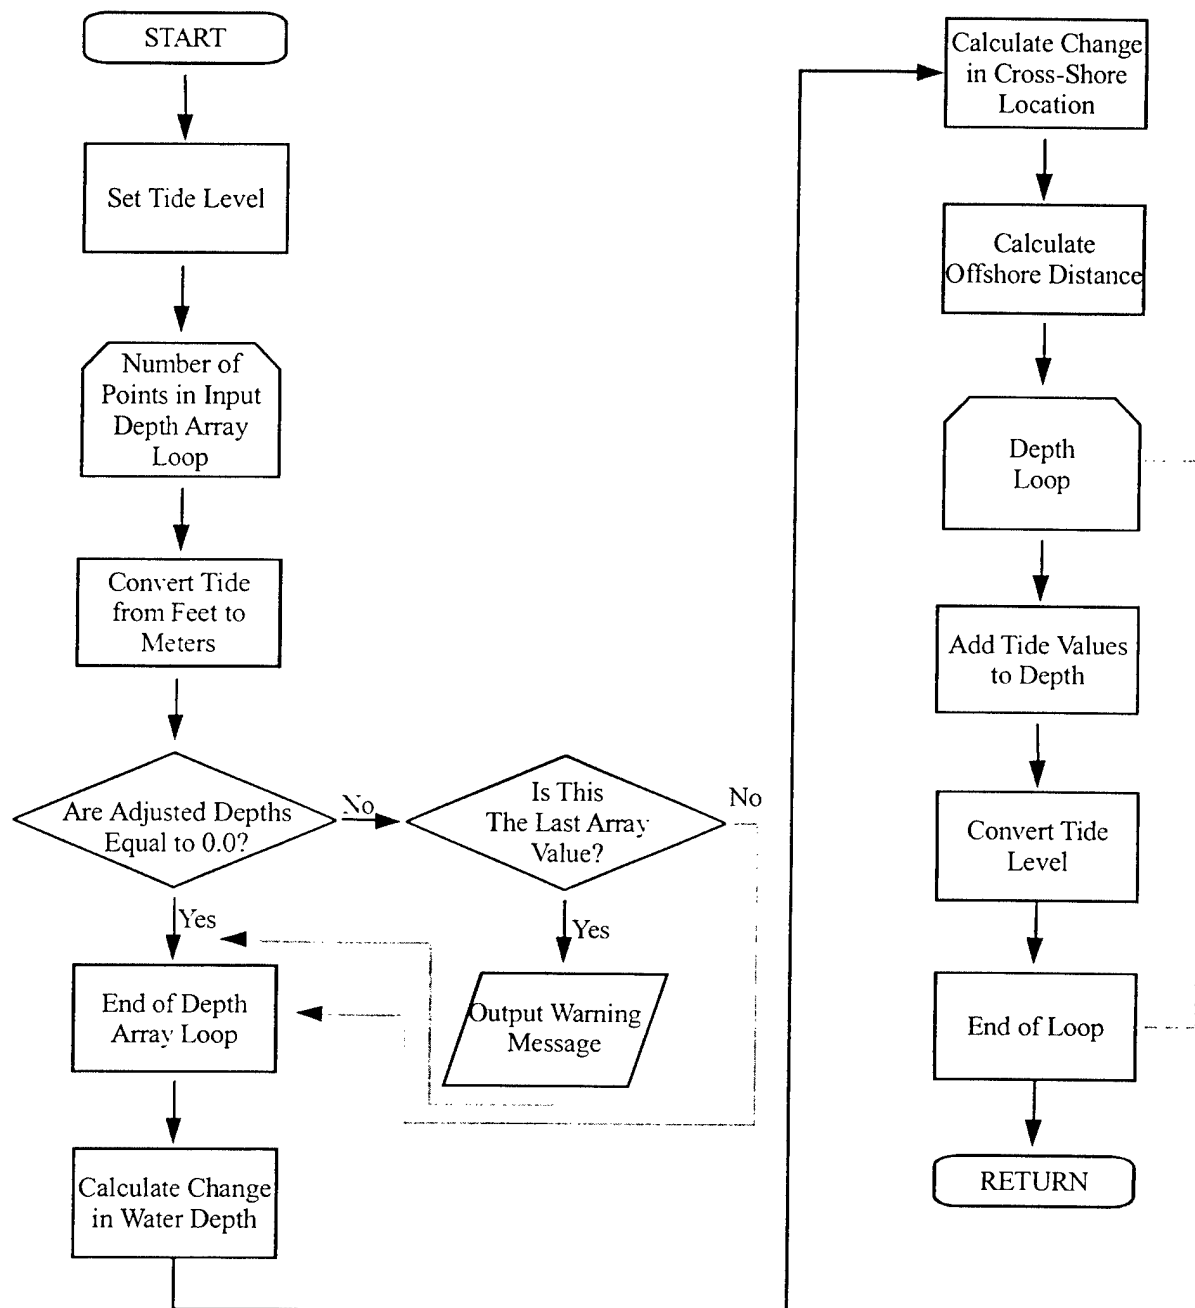 START
Set Tide Level
Number of
Points in Input
Depth Array
Loop
Convert Tide
from Feet to
Meters
Are Adjusted Depths
Equal to 0.0?
No
Is This
The Last Array
Value?
No
Yes
Yes
End of Depth
Array Loop
Output Warning
Message
Calculate Change
in Water Depth
Calculate Change
in Cross-Shore
Location
Calculate
Offshore Distance
Depth
Loop
Add Tide Values
to Depth
Convert Tide
Level
End of Loop
RETURN